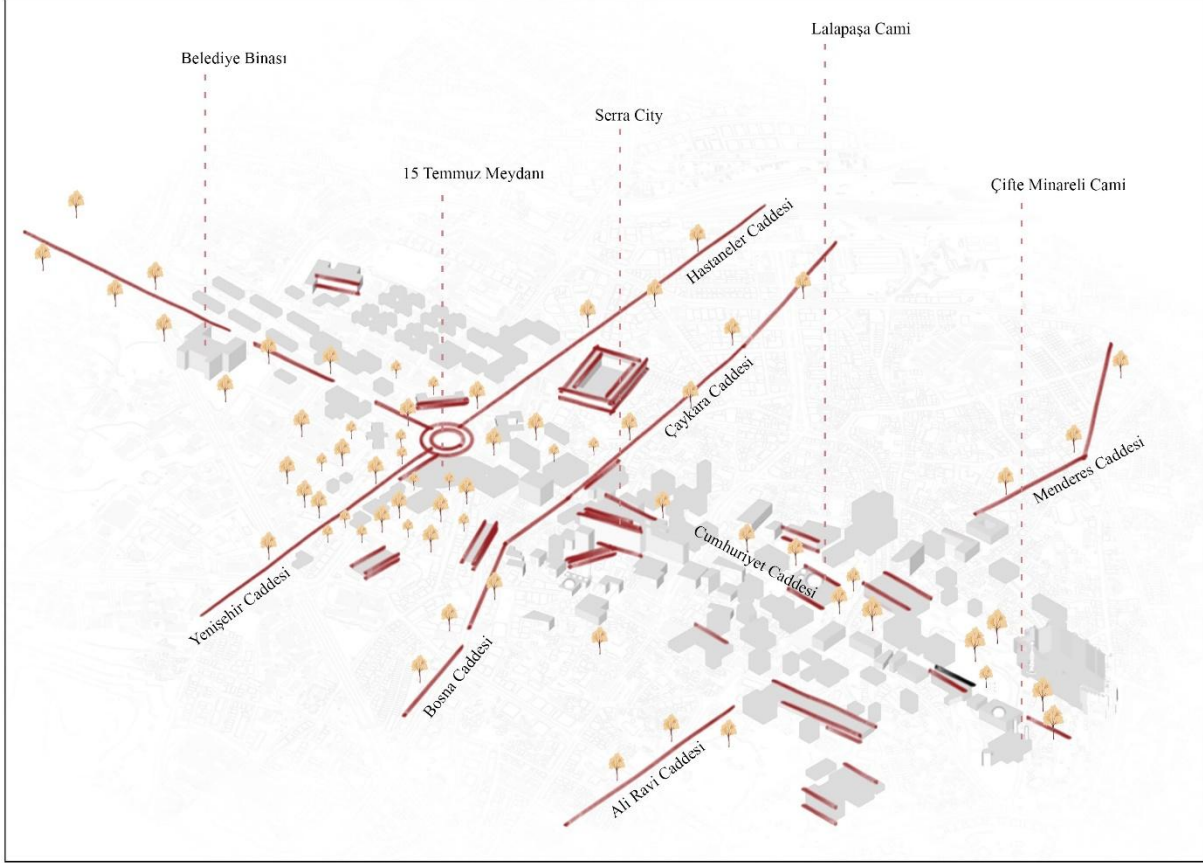 Lalapaşa Cami
Belediye Binası
Serra City
15 Temmuz Meydanı
Çifte Minareli Cami
Hastaneler Caddesi
Çaykara Caddesi
Menderes Caddesi
Cumhuriyet Caddesi
Yenişehir Caddesi
Bosna Caddesi
Ali Ravi Caddesi